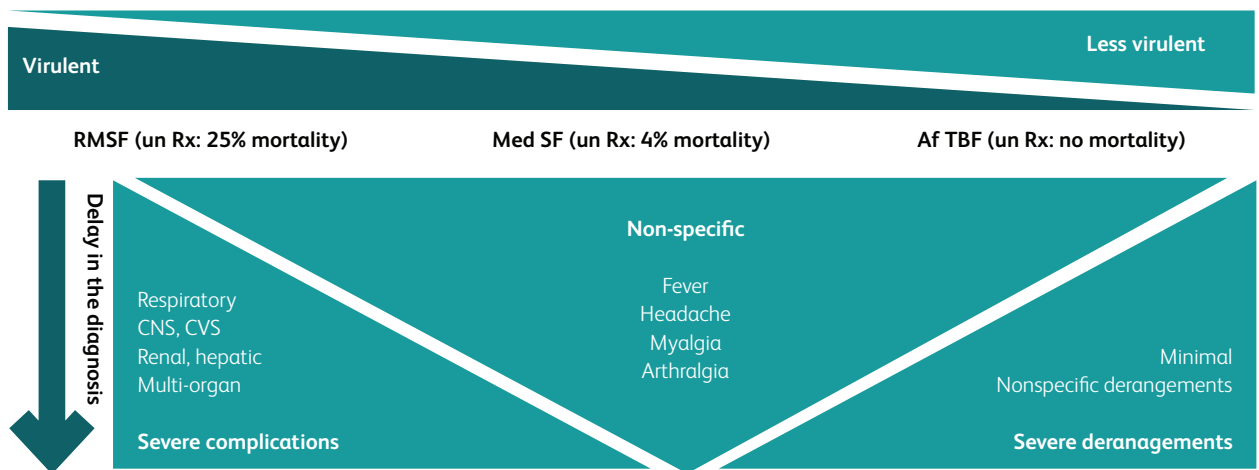 Virulent
Less virulent
RMSF (un Rx: 25% mortality)
Med SF (un Rx: 4% mortality)
Af TBF (un Rx: no mortality)
Delay in the diagnosis
Respiratory
CNS, CVS
Renal, hepatic
Multi-organ
Severe complications
Non-specific
Fever
Headache
Myalgia
Arthralgia
Minimal
Nonspecific derangements
Severe deranagements